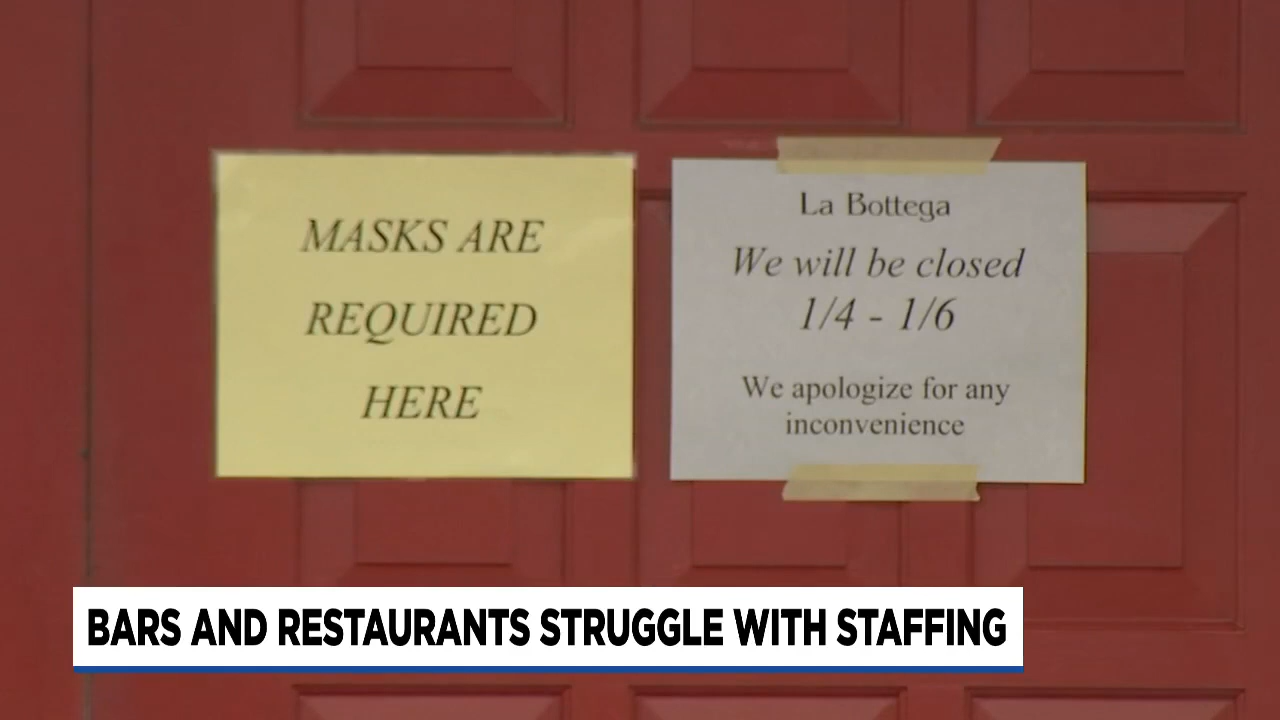 MASKS ARE
REQUIRED
HERE
La Bottega
We will be closed
1/4 - 1/6
We apologize for any
inconvenience
BARS AND RESTAURANTS STRUGGLE WITH STAFFING